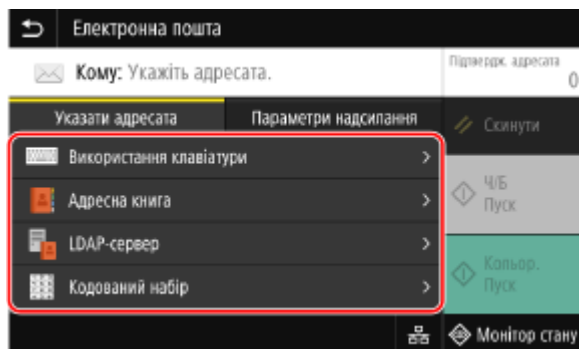 Електронна пошта
Кому: Укажіть адресата.
Підтвердж. адресата
0
Указати адресата
Параметри надсилання
Скинути
Використання клавіатури
Адресна книга
LDAP-сервер
Кодований набір
Ч/Б
Пуск
Кольор.
Пуск
Монітор стану